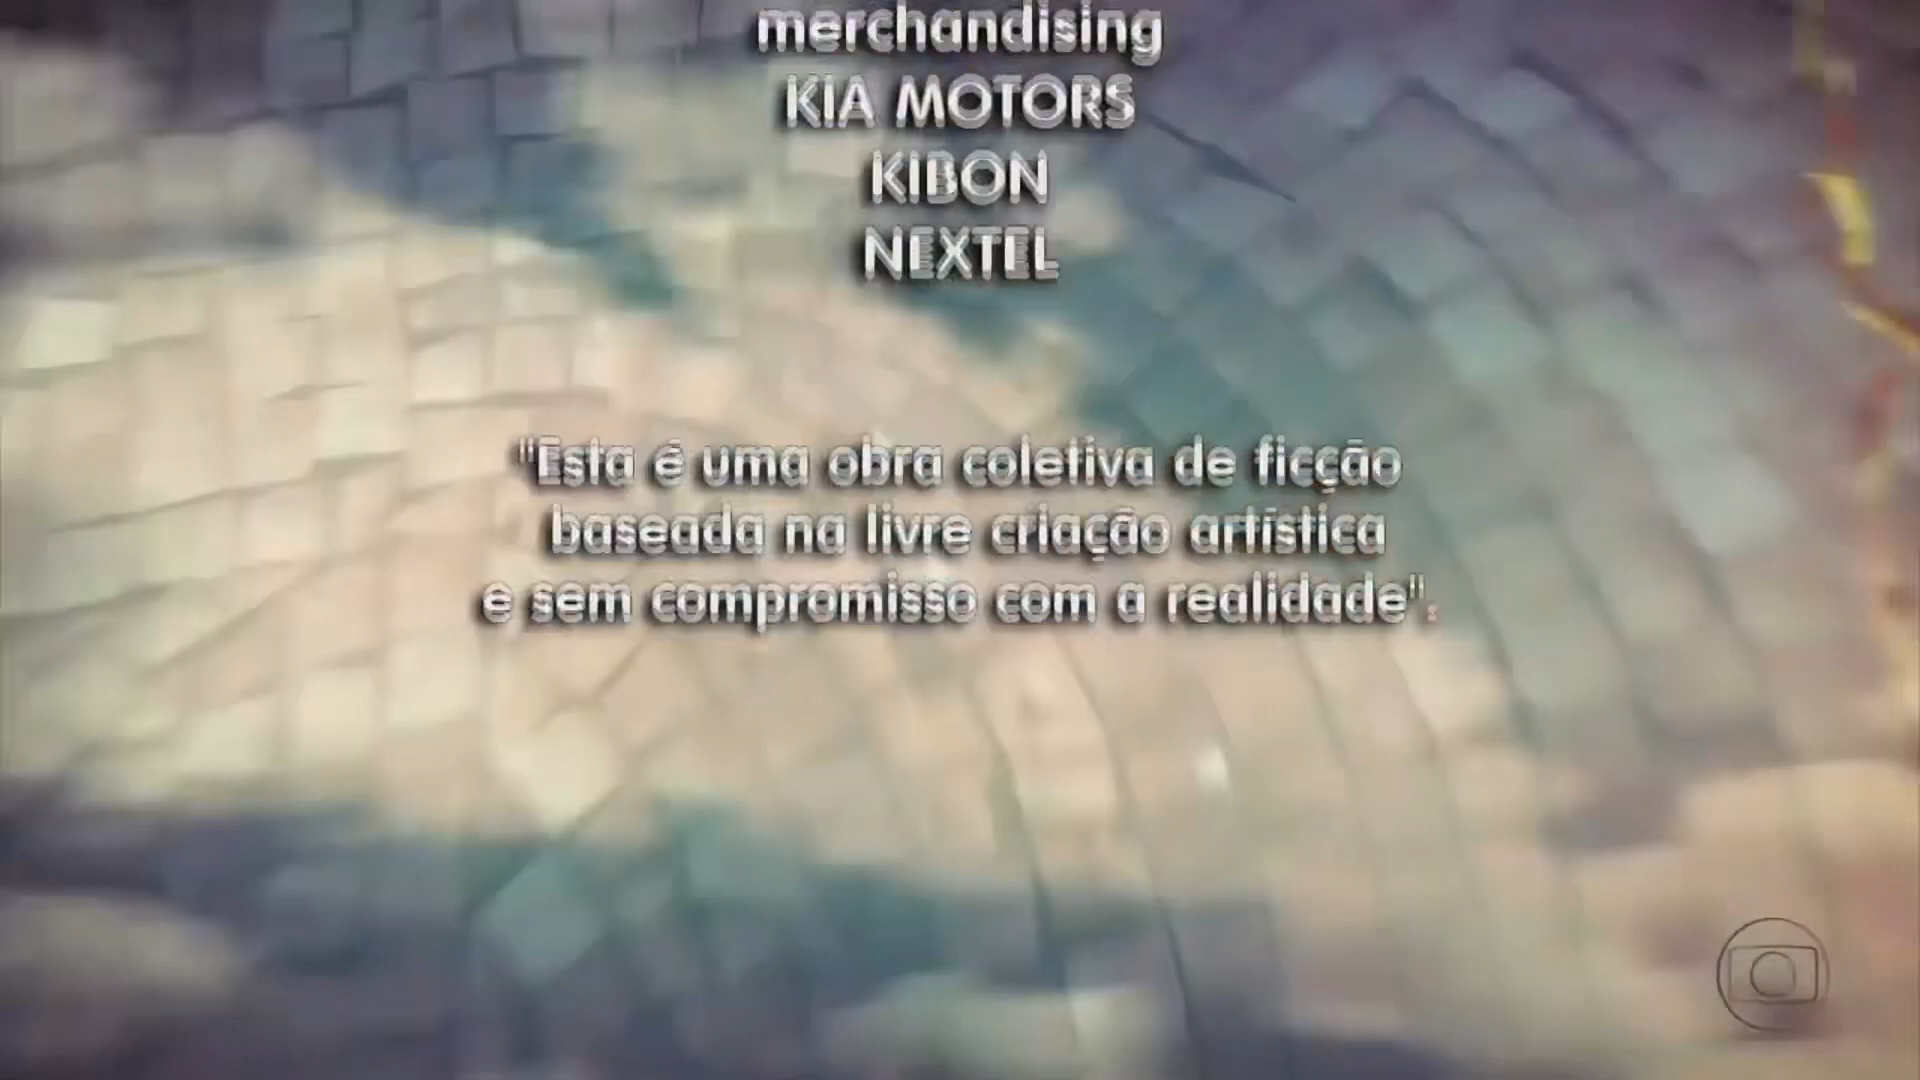 merchandising
KIA MOTORS
KIBON
NEXTEL
"Esta é uma obra coletiva de ficção
baseada na livre criação artística
e sem compromisso com a realidade".